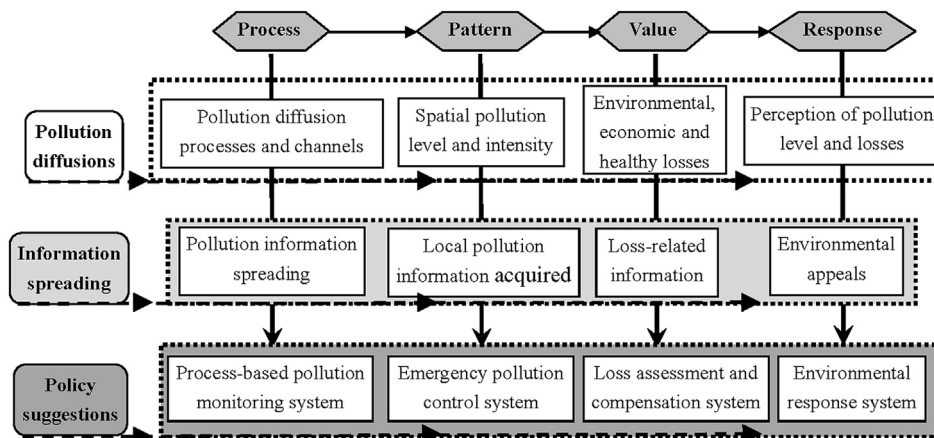 Process
Pattern
Value
Response
Pollution
diffusions
Pollution diffusion
processes and channels
Spatial pollution
level and intensity
Environmental,
economic and
healthy losses
Perception of pollution
level and losses
Information
spreading
Pollution information
spreading
Local pollution
information acquired
Loss-related
information
Environmental
appeals
Policy
suggestions
Process-based pollution
monitoring system
Emergency pollution
control system
Loss assessment and
compensation system
Environmental
response system